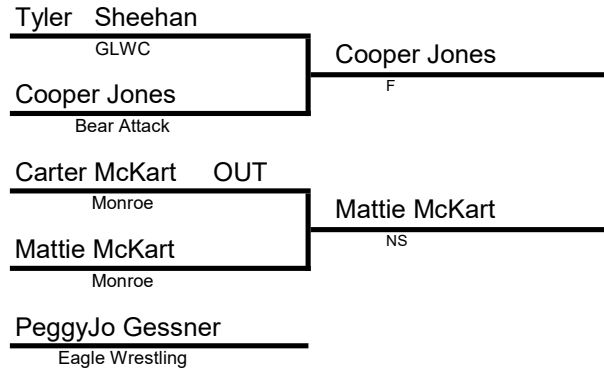 Tyler Sheehan
GLWC
Cooper Jones
F
Cooper Jones
Bear Attack
Carter McKart OUT
Monroe
Mattie McKart
NS
Mattie McKart
Monroe
PeggyJo Gessner
Eagle Wrestling